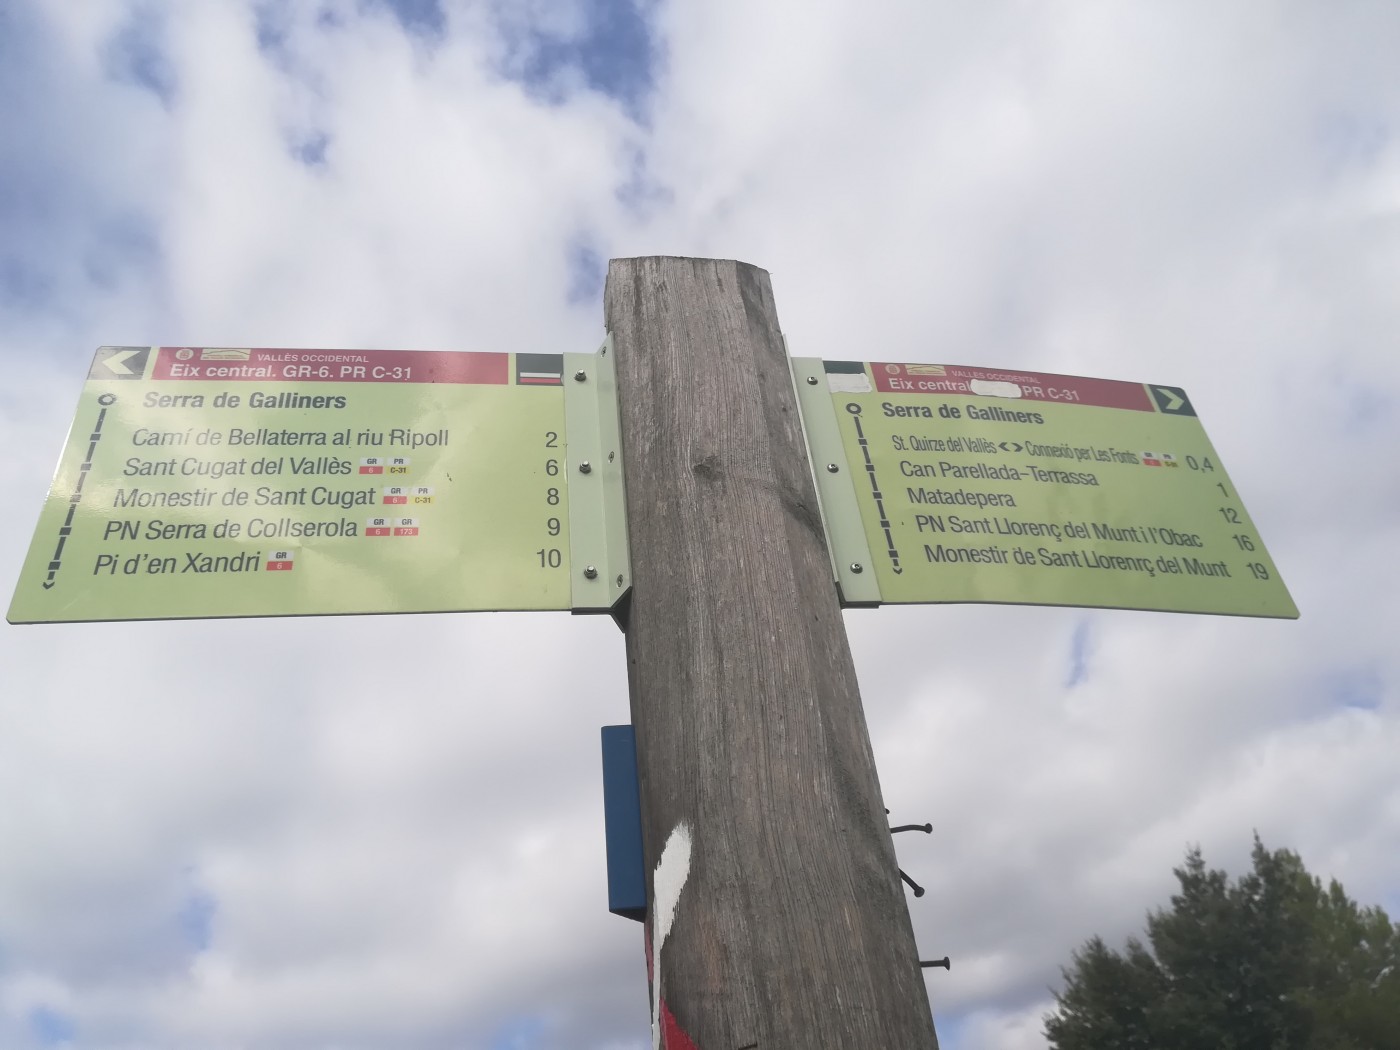 VALLÈS OCCIDENTAL
Eix central. GR-6. PR C-31
Serra de Galliners
Camí de Bellaterra al riu Ripoll 2
Sant Cugat del Vallès GR 6 PR C-31 6
Monestir de Sant Cugat GR 6 PR C-31 8
PN Serra de Collserola GR 6 GR 173 9
Pi d'en Xandri GR 6 10
VALLÈS OCCIDENTAL
Eix central PR C-31
Serra de Galliners
St. Quirze del Vallès <> Connexió per Les Fonts GR PR C-31 0,4
Can Parellada-Terrassa 1
Matadepera 12
PN Sant Llorenç del Munt i l'Obac 16
Monestir de Sant Llorenrç del Munt 19